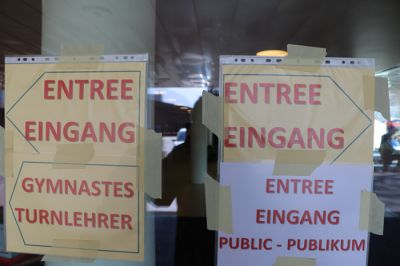 ENTREE
EINGANG
GYMNASTES
TURNLEHRER
ENTREE
EINGANG
ENTREE
EINGANG
PUBLIC - PUBLIKUM